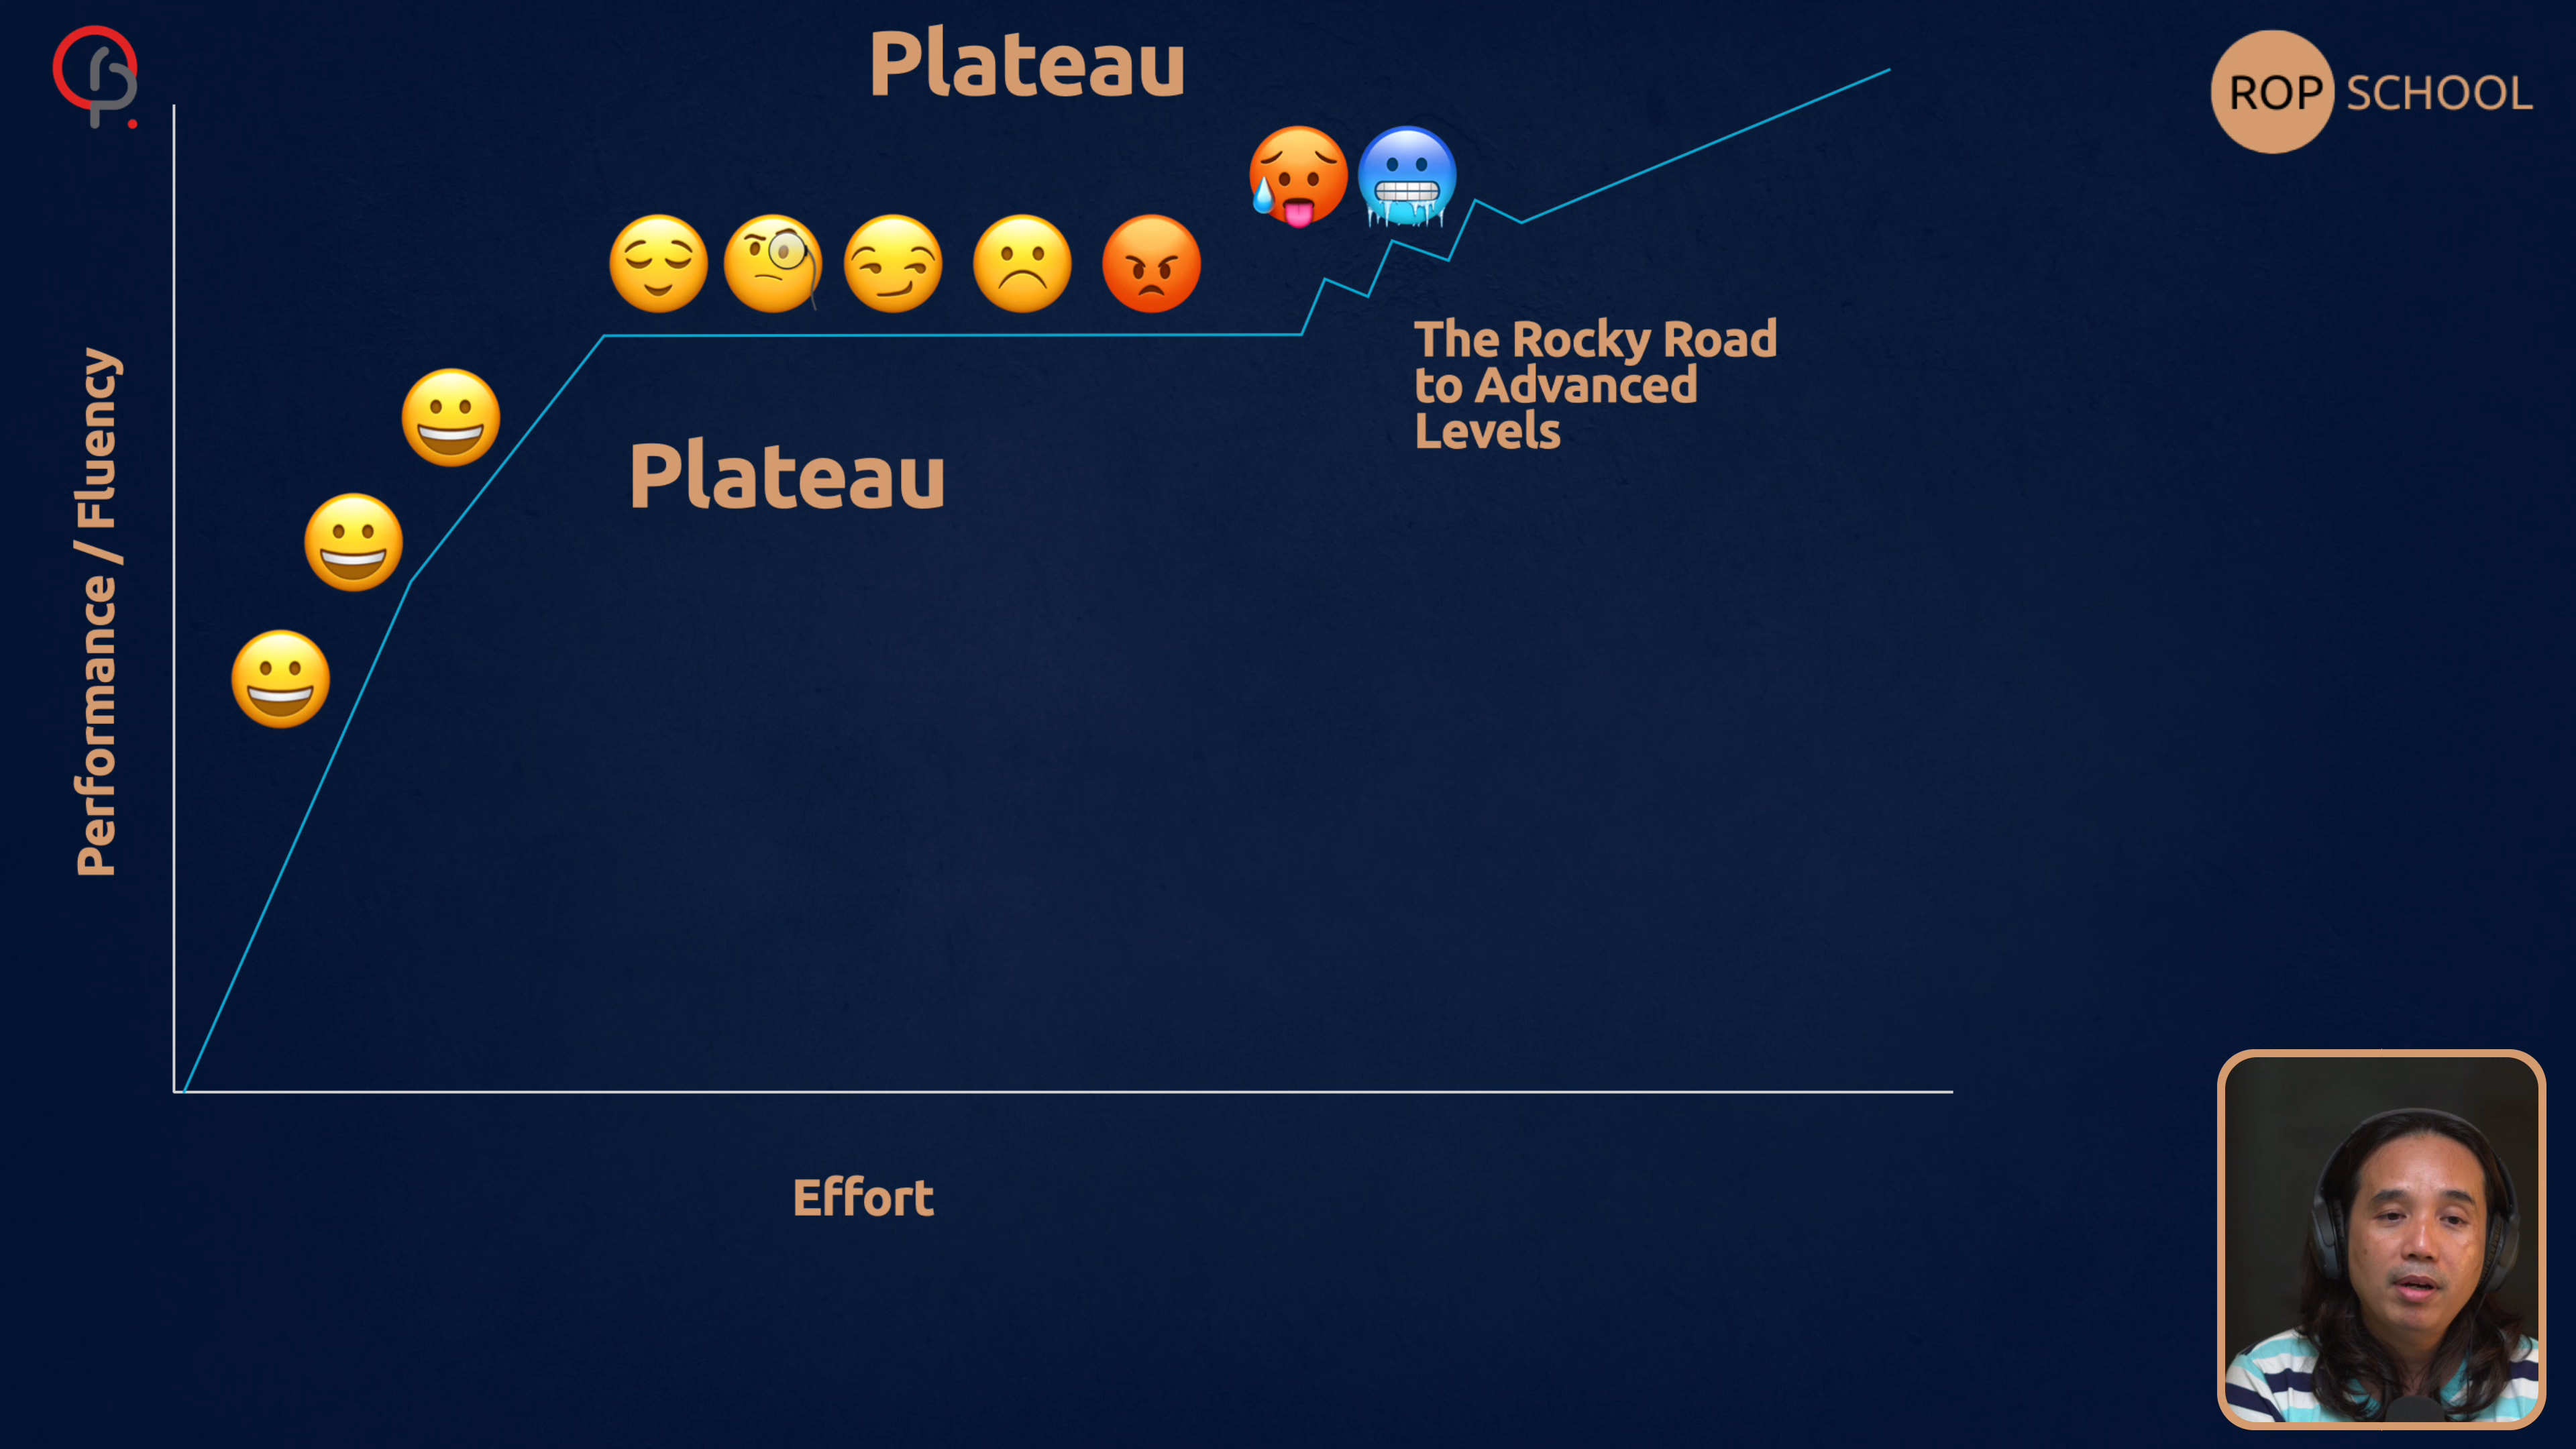 Plateau
ROP SCHOOL
Performance / Fluency
The Rocky Road
to Advanced
Levels
Plateau
Effort